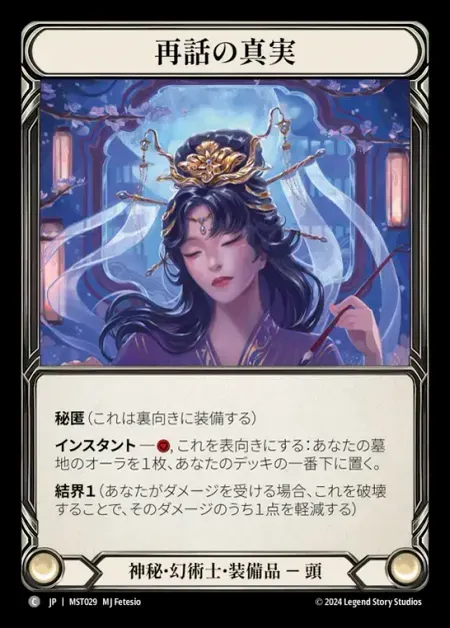 再話の真実
秘匿（これは裏向きに装備する）
インスタント ―, これを表向きにする：あなたの墓
地のオーラを1枚、あなたのデッキの一番下に置く。
結界1（あなたがダメージを受ける場合、これを破壊
することで、そのダメージのうち1点を軽減する）
神秘・幻術士・装備品 － 頭
C JP | MST029 MJ Fetesio
© 2024 Legend Story Studios